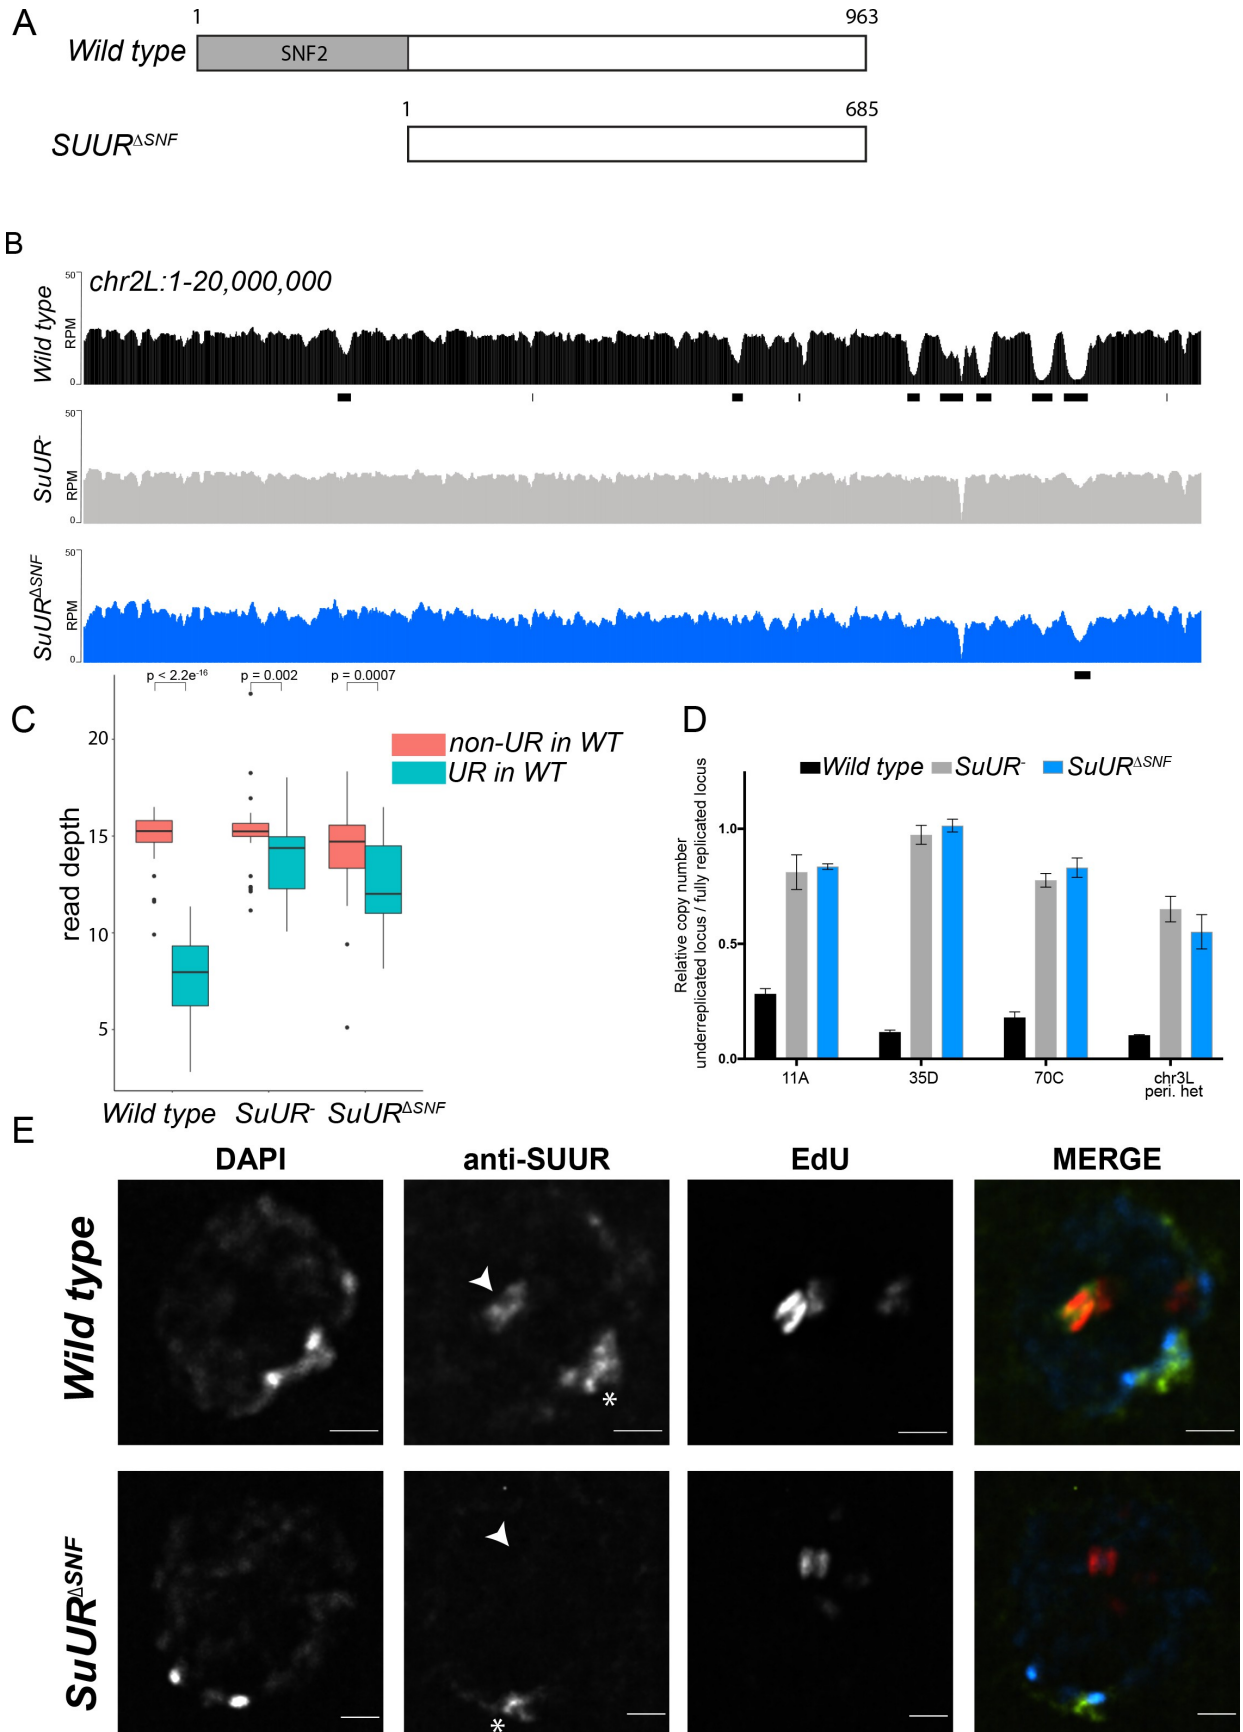 A
1 963
Wild type SNF2
1 685
SUUR^ΔSNF
B
chr2L:1-20,000,000
Wild type
RPM
50
0
SuUR^-
RPM
50
0
SuUR^ΔSNF
RPM
50
0
C
p < 2.2e^-16 p = 0.002 p = 0.0007
non-UR in WT
UR in WT
read depth
20
15
10
5
Wild type SuUR^- SuUR^ΔSNF
D
Wild type SuUR^- SuUR^ΔSNF
Relative copy number
underreplicated locus / fully replicated locus
1.0
0.5
0.0
11A 35D 70C chr3L
peri. het
E
DAPI anti-SUUR EdU MERGE
Wild type
*
SuUR^ΔSNF
*